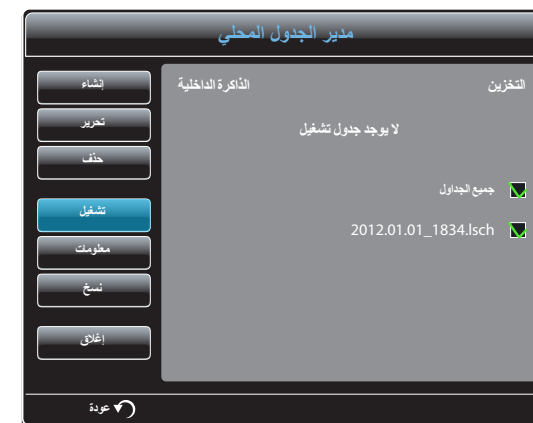 مدير الجدول المحلي
التخزين
الذاكرة الداخلية
لا يوجد جدول تشغيل
جميع الجداول
2012.01.01_1834.lsch
إنشاء
تحرير
حذف
تشغيل
معلومات
نسخ
إغلاق
عودة